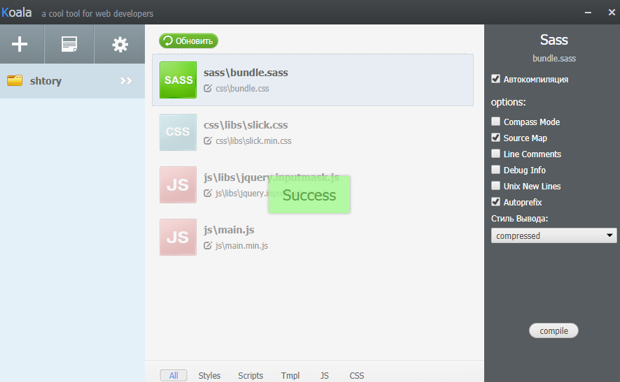 Koala a cool tool for web developers
shtory >>
Обновить
SASS
sass\bundle.sass
css\bundle.css
CSS
css\libs\slick.css
css\libs\slick.min.css
JS
js\libs\jquery.inputmask.js
js\libs\jquery.inp
Success
JS
js\main.js
js\main.min.js
All Styles Scripts Tmpl JS CSS
Sass
bundle.sass
Автокомпиляция
options:
Compass Mode
Source Map
Line Comments
Debug Info
Unix New Lines
Autoprefix
Стиль Вывода:
compressed
compile